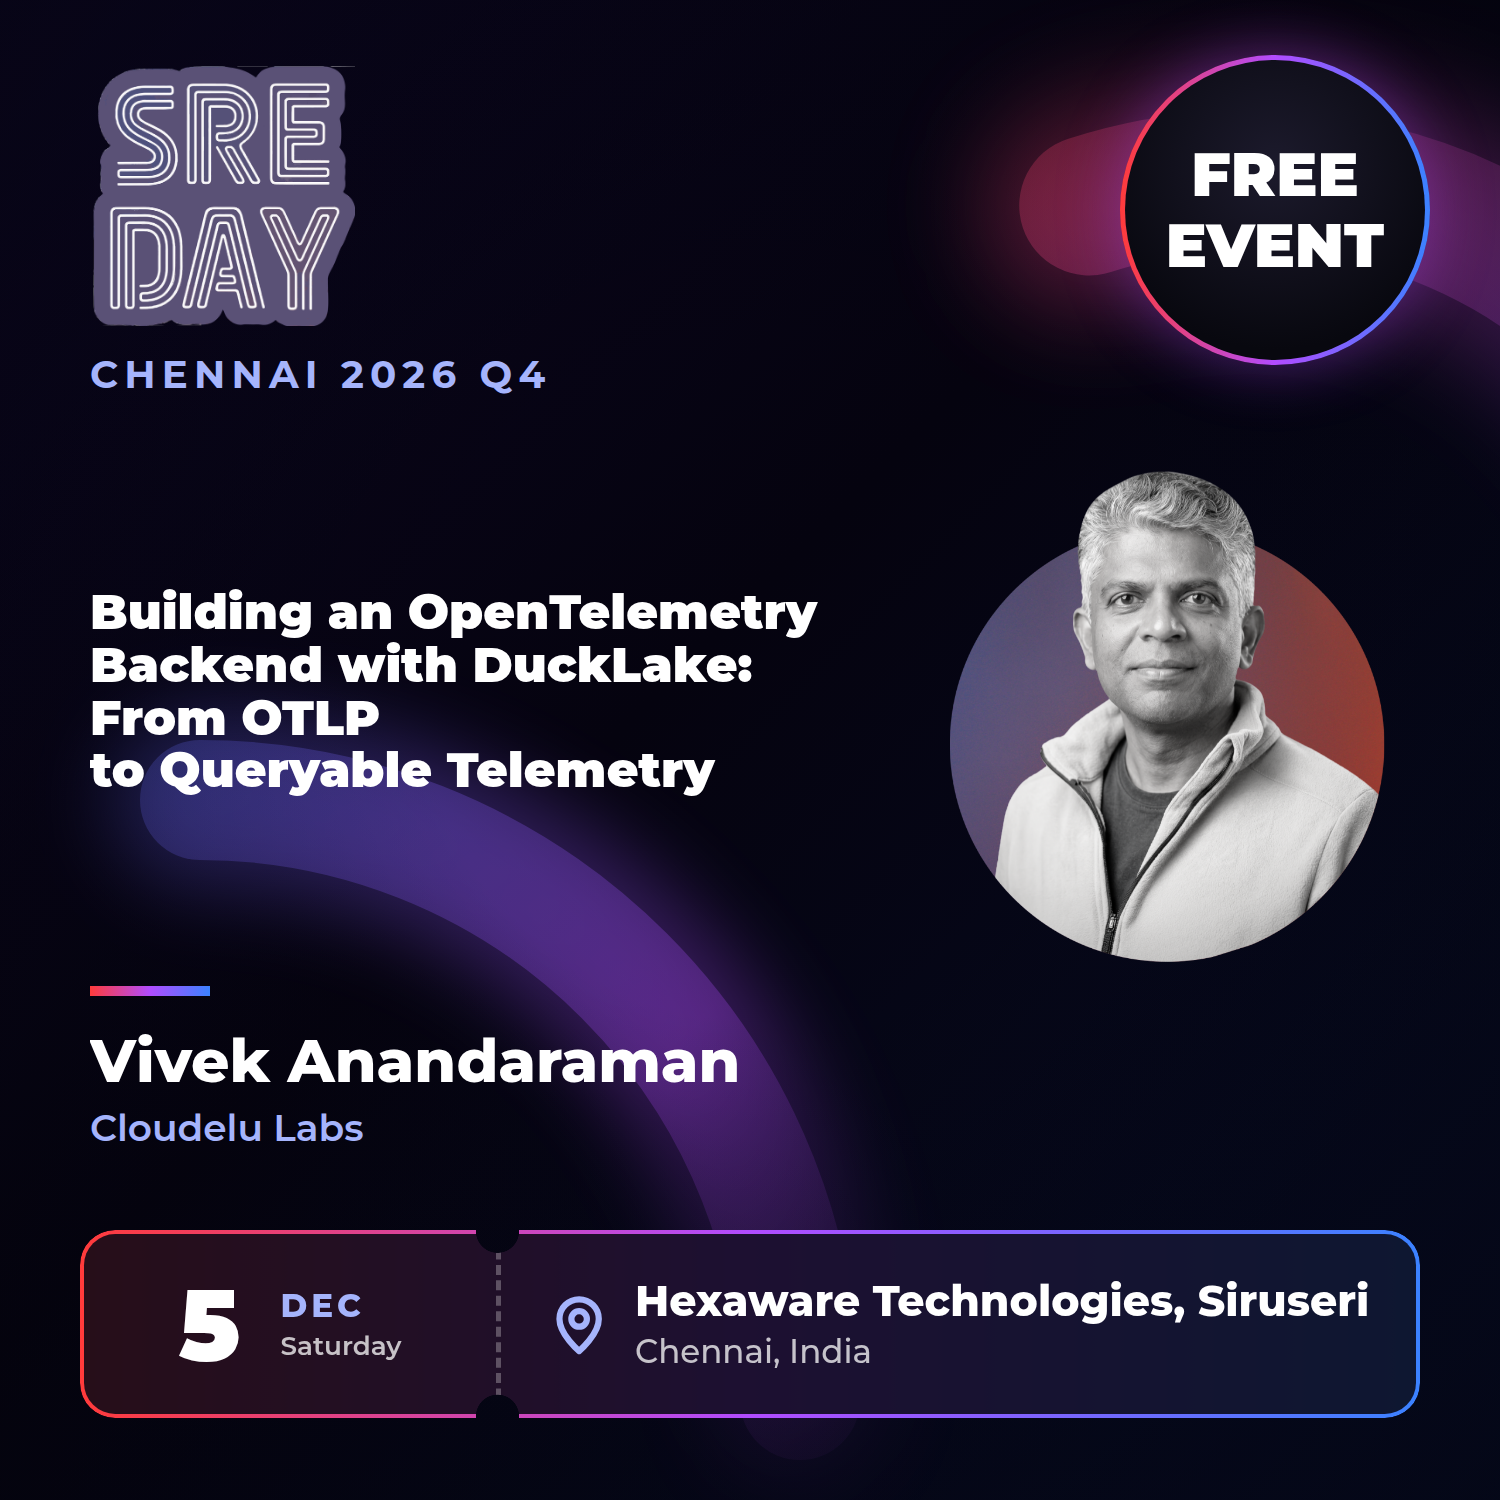 SRE
DAY
CHENNAI 2026 Q4
FREE
EVENT
Building an OpenTelemetry
Backend with DuckLake:
From OTLP
to Queryable Telemetry
Vivek Anandaraman
Cloudelu Labs
5
DEC
Saturday
Hexaware Technologies, Siruseri
Chennai, India